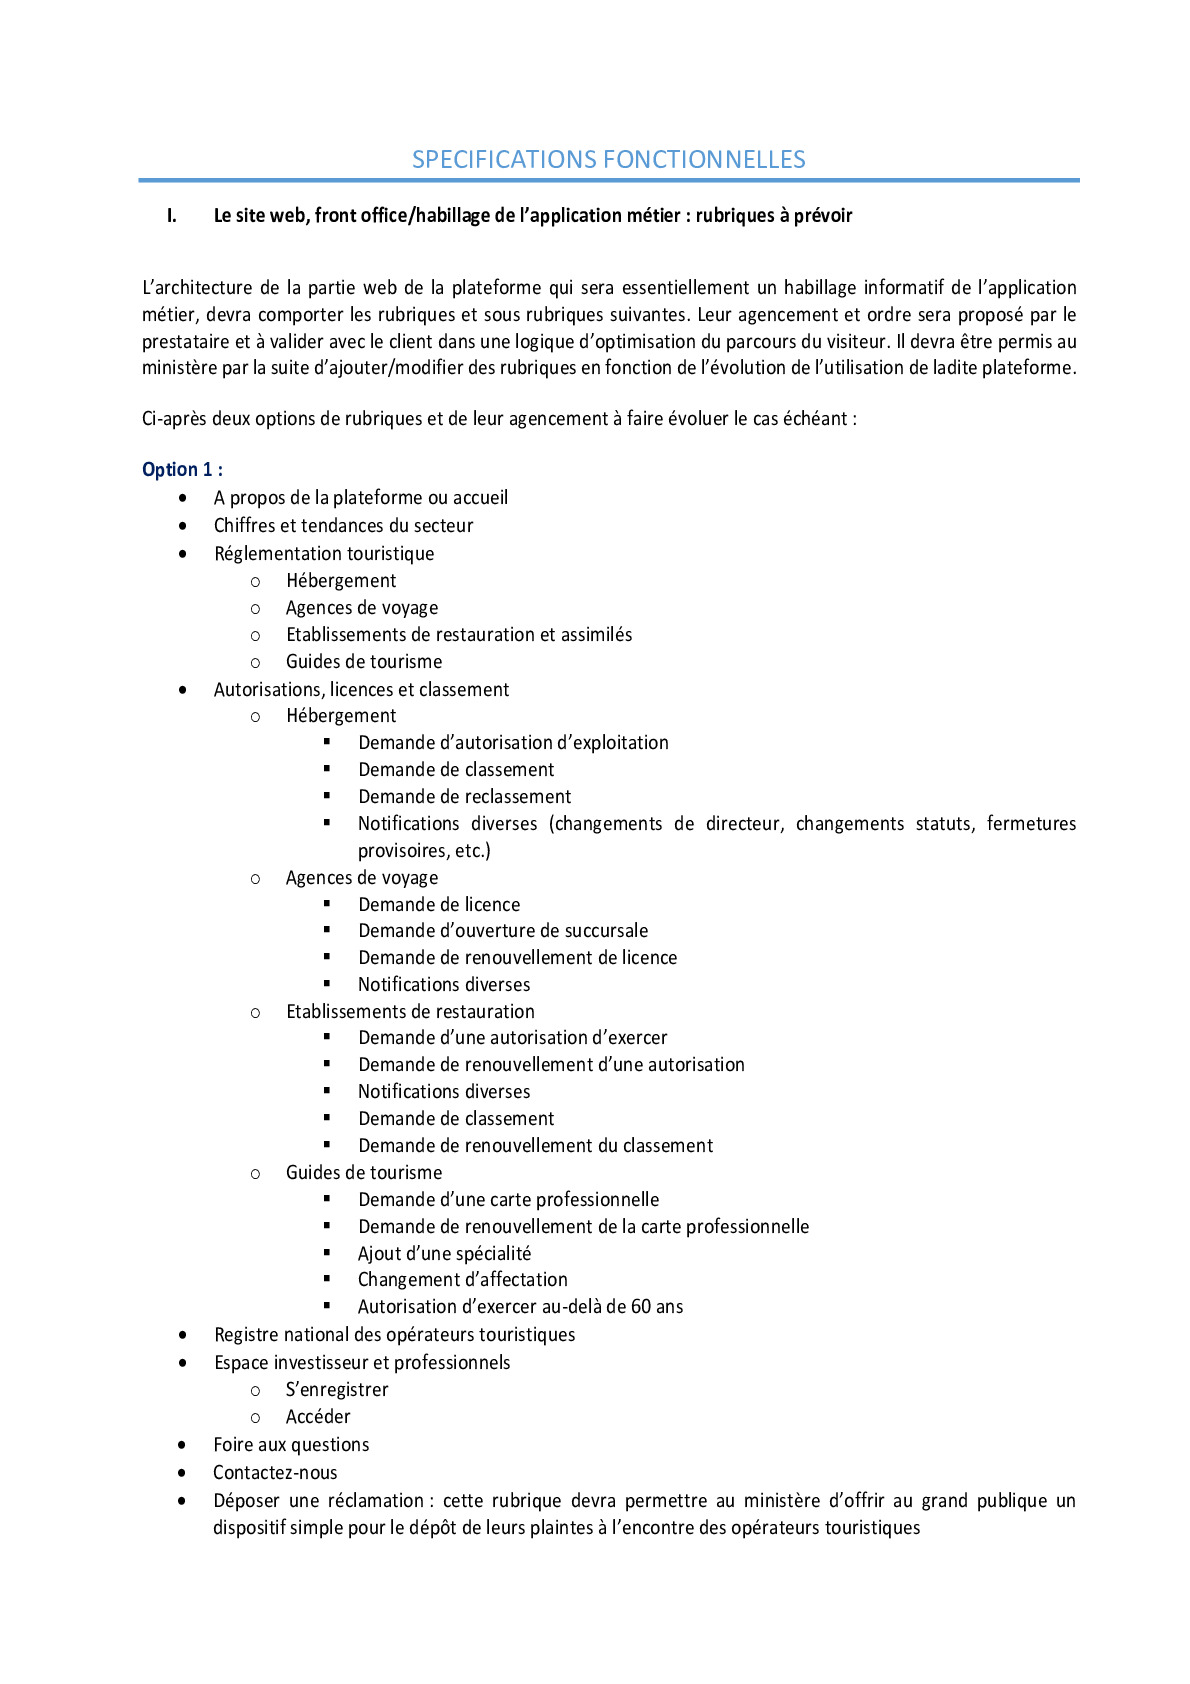 SPECIFICATIONS FONCTIONNELLES
I. Le site web, front office/habillage de l’application métier : rubriques à prévoir
L’architecture de la partie web de la plateforme qui sera essentiellement un habillage informatif de l’application
métier, devra comporter les rubriques et sous rubriques suivantes. Leur agencement et ordre sera proposé par le
prestataire et à valider avec le client dans une logique d’optimisation du parcours du visiteur. Il devra être permis au
ministère par la suite d’ajouter/modifier des rubriques en fonction de l’évolution de l’utilisation de ladite plateforme.
Ci-après deux options de rubriques et de leur agencement à faire évoluer le cas échéant :
Option 1 :
• A propos de la plateforme ou accueil
• Chiffres et tendances du secteur
• Réglementation touristique
o Hébergement
o Agences de voyage
o Etablissements de restauration et assimilés
o Guides de tourisme
• Autorisations, licences et classement
o Hébergement
▪ Demande d’autorisation d’exploitation
▪ Demande de classement
▪ Demande de reclassement
▪ Notifications diverses (changements de directeur, changements statuts, fermetures
provisoires, etc.)
o Agences de voyage
▪ Demande de licence
▪ Demande d’ouverture de succursale
▪ Demande de renouvellement de licence
▪ Notifications diverses
o Etablissements de restauration
▪ Demande d’une autorisation d’exercer
▪ Demande de renouvellement d’une autorisation
▪ Notifications diverses
▪ Demande de classement
▪ Demande de renouvellement du classement
o Guides de tourisme
▪ Demande d’une carte professionnelle
▪ Demande de renouvellement de la carte professionnelle
▪ Ajout d’une spécialité
▪ Changement d’affectation
▪ Autorisation d’exercer au-delà de 60 ans
• Registre national des opérateurs touristiques
• Espace investisseur et professionnels
o S’enregistrer
o Accéder
• Foire aux questions
• Contactez-nous
• Déposer une réclamation : cette rubrique devra permettre au ministère d’offrir au grand publique un
dispositif simple pour le dépôt de leurs plaintes à l’encontre des opérateurs touristiques